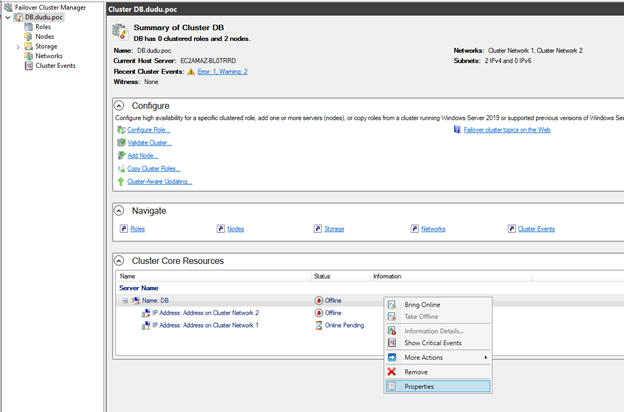 Failover Cluster Manager
DB.dudu.poc
Roles
Nodes
Storage
Networks
Cluster Events
Cluster DB.dudu.poc
Summary of Cluster DB
DB has 0 clustered roles and 2 nodes.
Name: DB.dudu.poc
Networks: Cluster Network 1, Cluster Network 2
Current Host Server: EC2AMAZ-BL0TRRD
Subnets: 2 IPv4 and 0 IPv6
Recent Cluster Events: Error: 1, Warning: 2
Witness: None
Configure
Configure high availability for a specific clustered role, add one or more servers (nodes), or copy roles from a cluster running Windows Server 2019 or supported previous versions of Windows Serve
Configure Role...
Failover cluster topics on the Web
Validate Cluster...
Add Node...
Copy Cluster Roles...
Cluster-Aware Updating...
Navigate
Roles Nodes Storage Networks Cluster Events
Cluster Core Resources
Name Status Information
Server Name
Name: DB Offline
IP Address: Address on Cluster Network 2 Offline
IP Address: Address on Cluster Network 1 Online Pending
Bring Online
Take Offline
Information Details...
Show Critical Events
More Actions
Remove
Properties